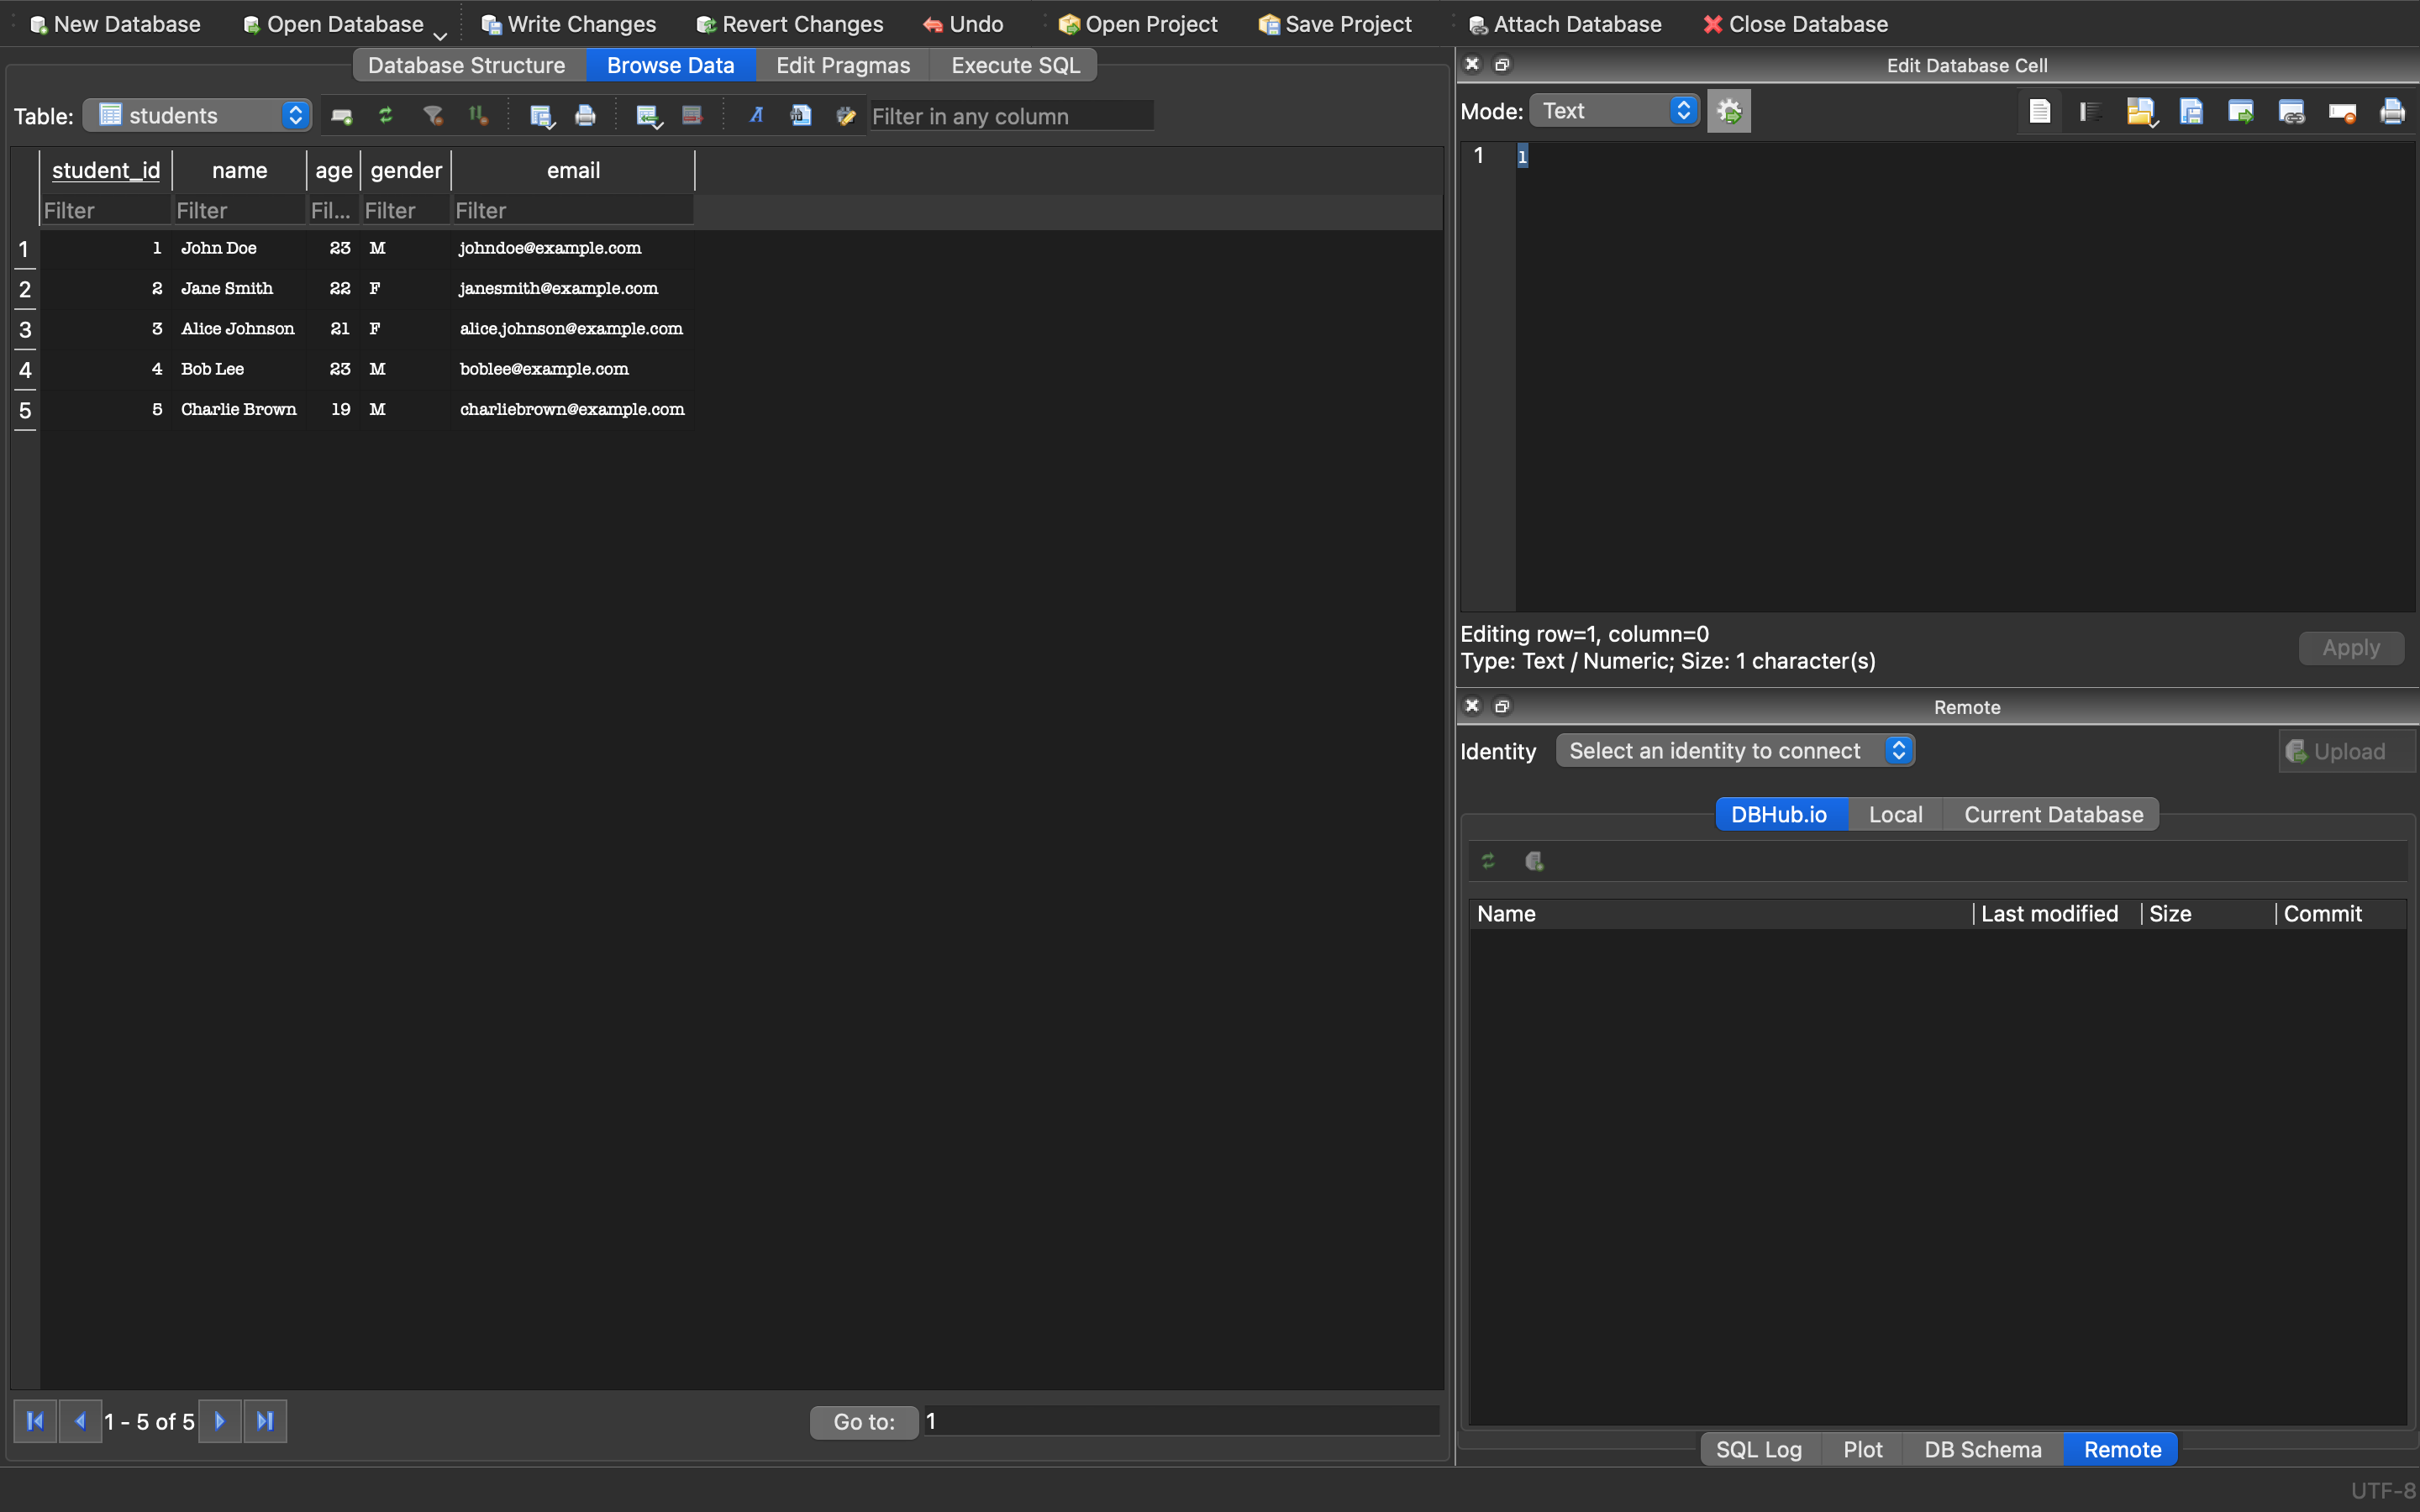 New Database Open Database Write Changes Revert Changes Undo Open Project Save Project Attach Database Close Database
Database Structure Browse Data Edit Pragmas Execute SQL
Table: students Filter in any column
student_id name age gender email
Filter Filter Fil... Filter Filter
1 1 John Doe 23 M johndoe@example.com
2 2 Jane Smith 22 F janesmith@example.com
3 3 Alice Johnson 21 F alice.johnson@example.com
4 4 Bob Lee 23 M boblee@example.com
5 5 Charlie Brown 19 M charliebrown@example.com
1 - 5 of 5 Go to: 1
Edit Database Cell
Mode: Text
1 1
Editing row=1, column=0
Type: Text / Numeric; Size: 1 character(s)
Apply
Remote
Identity Select an identity to connect Upload
DBHub.io Local Current Database
Name Last modified Size Commit
SQL Log Plot DB Schema Remote
UTF-8